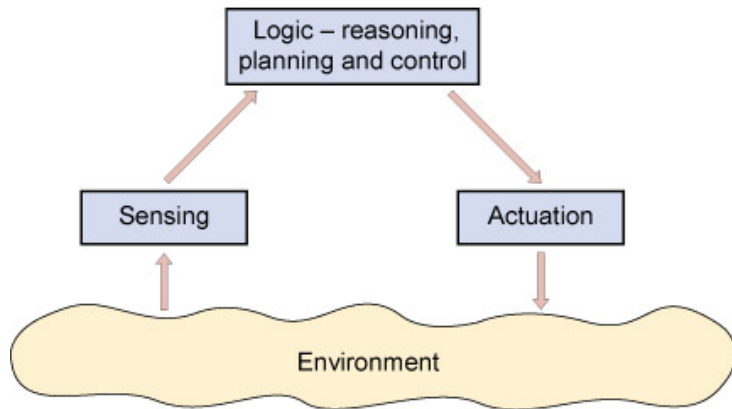 Logic – reasoning,
planning and control
Sensing
Actuation
Environment